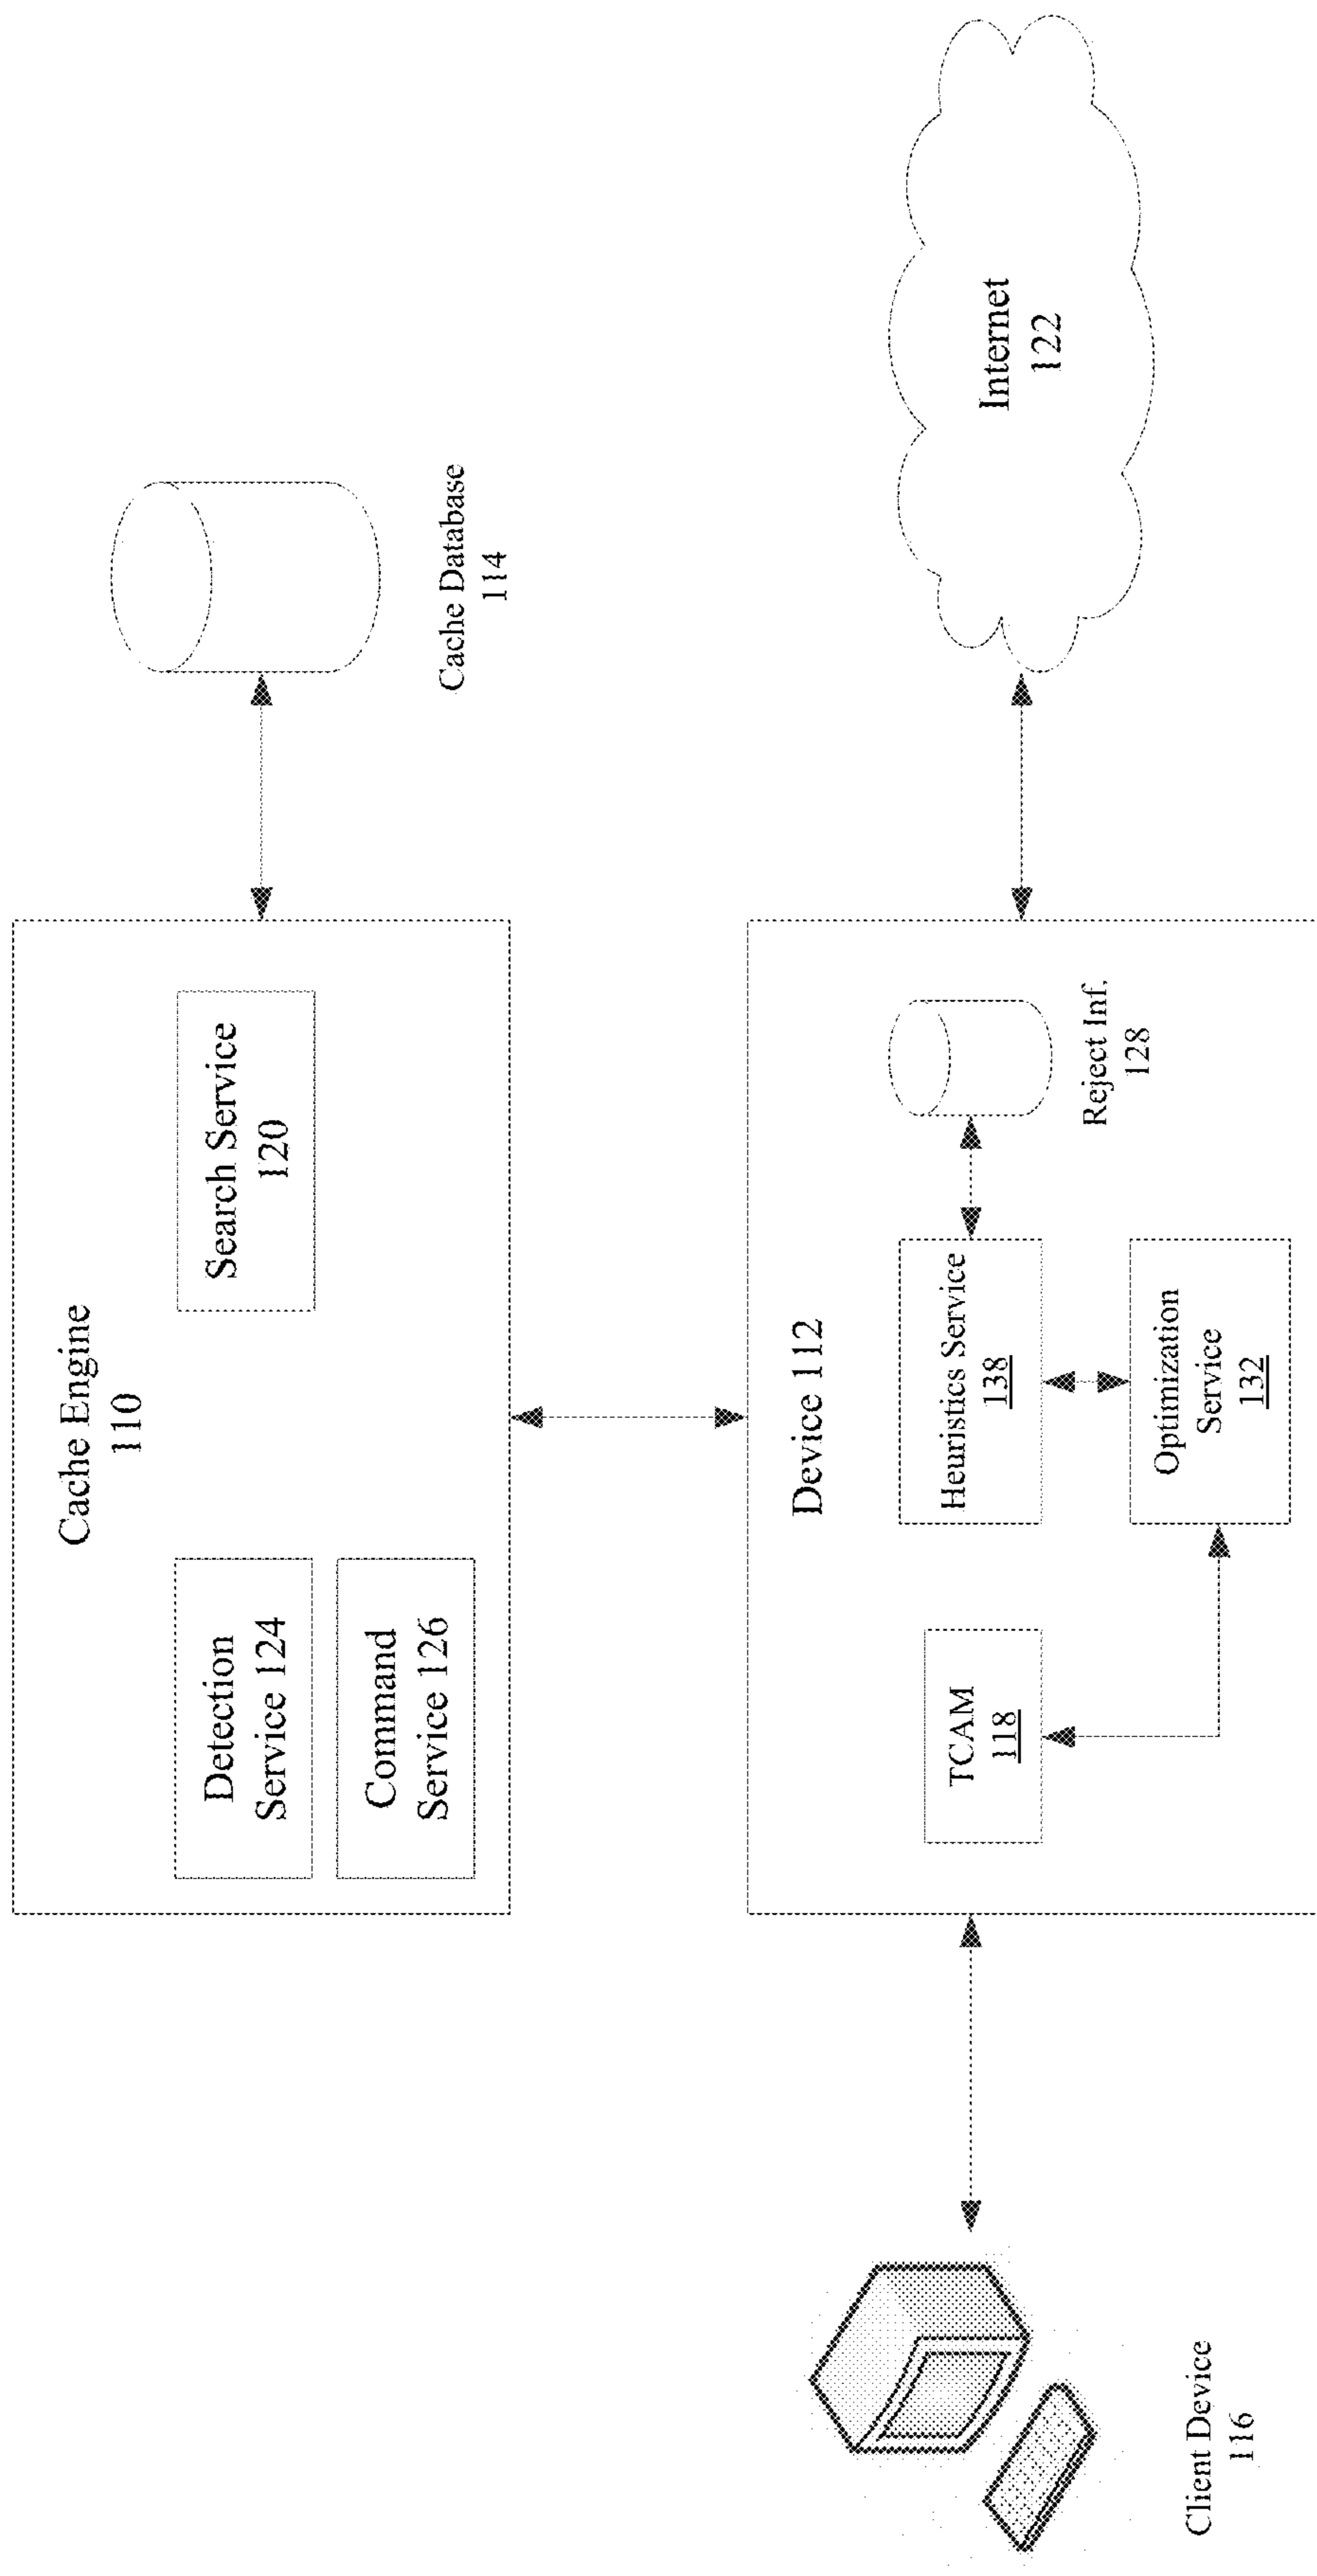 Cache Engine
110
Detection
Service 124
Command
Service 126
Search Service
120
Cache Database
114
Device 112
TCAM
118
Heuristics Service
138
Optimization
Service
132
Reject Inf.
128
Internet
122
Client Device
116